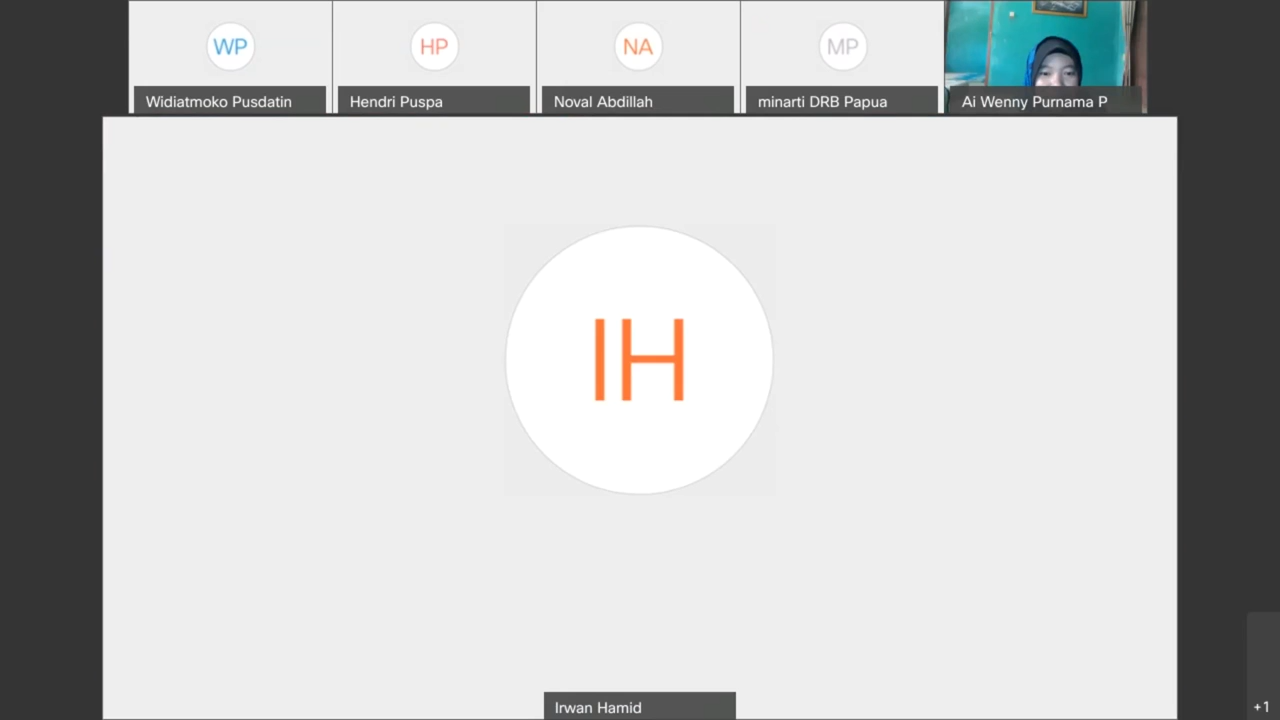 WP
HP
NA
MP
Widiatmoko Pusdatin
Hendri Puspa
Noval Abdillah
minarti DRB Papua
Ai Wenny Purnama P
IH
Irwan Hamid
+1